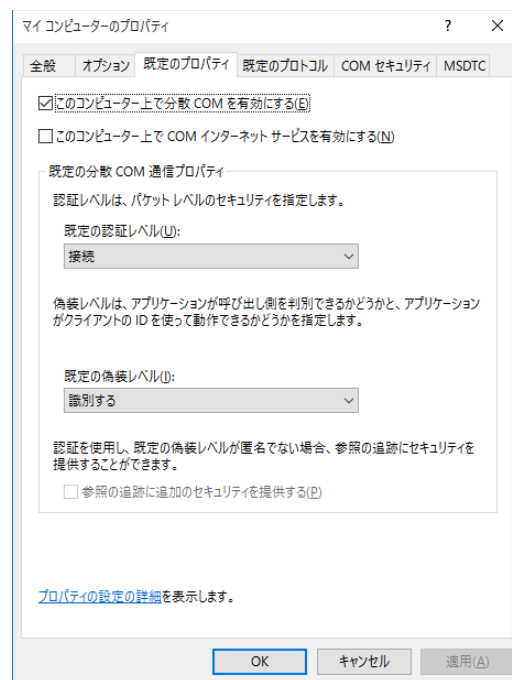 マイ コンピューターのプロパティ
全般 オプション 既定のプロパティ 既定のプロトコル COM セキュリティ MSDTC
このコンピューター上で分散 COM を有効にする(E)
このコンピューター上で COM インターネット サービスを有効にする(N)
既定の分散 COM 通信プロパティ
認証レベルは、パケット レベルのセキュリティを指定します。
既定の認証レベル(U):
接続
偽装レベルは、アプリケーションが呼び出し側を判別できるかどうかと、アプリケーション
がクライアントの ID を使って動作できるかどうかを指定します。
既定の偽装レベル(I):
識別する
認証を使用し、既定の偽装レベルが匿名でない場合、参照の追跡にセキュリティを
提供することができます。
参照の追跡に追加のセキュリティを提供する(P)
プロパティの設定の詳細を表示します。
OK キャンセル 適用(A)